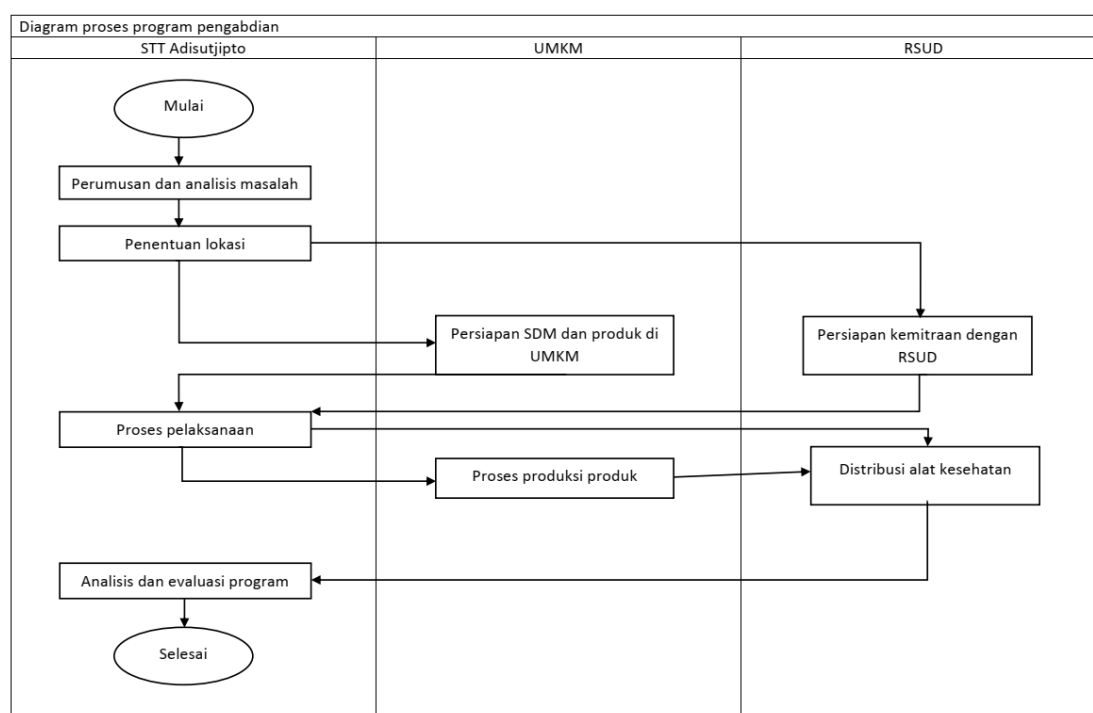 Diagram proses program pengabdian
STT Adisutjipto
UMKM
RSUD
Mulai
Perumusan dan analisis masalah
Penentuan lokasi
Persiapan SDM dan produk di
UMKM
Persiapan kemitraan dengan
RSUD
Proses pelaksanaan
Proses produksi produk
Distribusi alat kesehatan
Analisis dan evaluasi program
Selesai